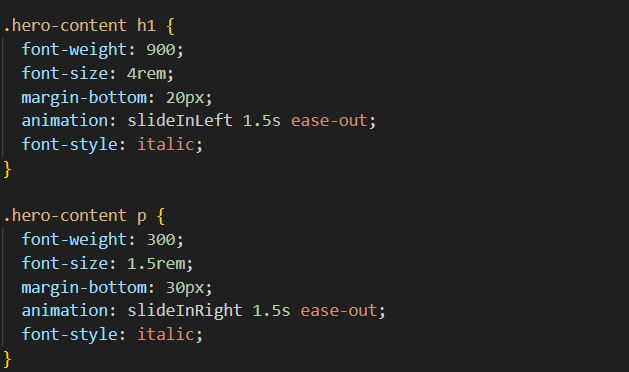 .hero-content h1 {
  font-weight: 900;
  font-size: 4rem;
  margin-bottom: 20px;
  animation: slideInLeft 1.5s ease-out;
  font-style: italic;
}

.hero-content p {
  font-weight: 300;
  font-size: 1.5rem;
  margin-bottom: 30px;
  animation: slideInRight 1.5s ease-out;
  font-style: italic;
}